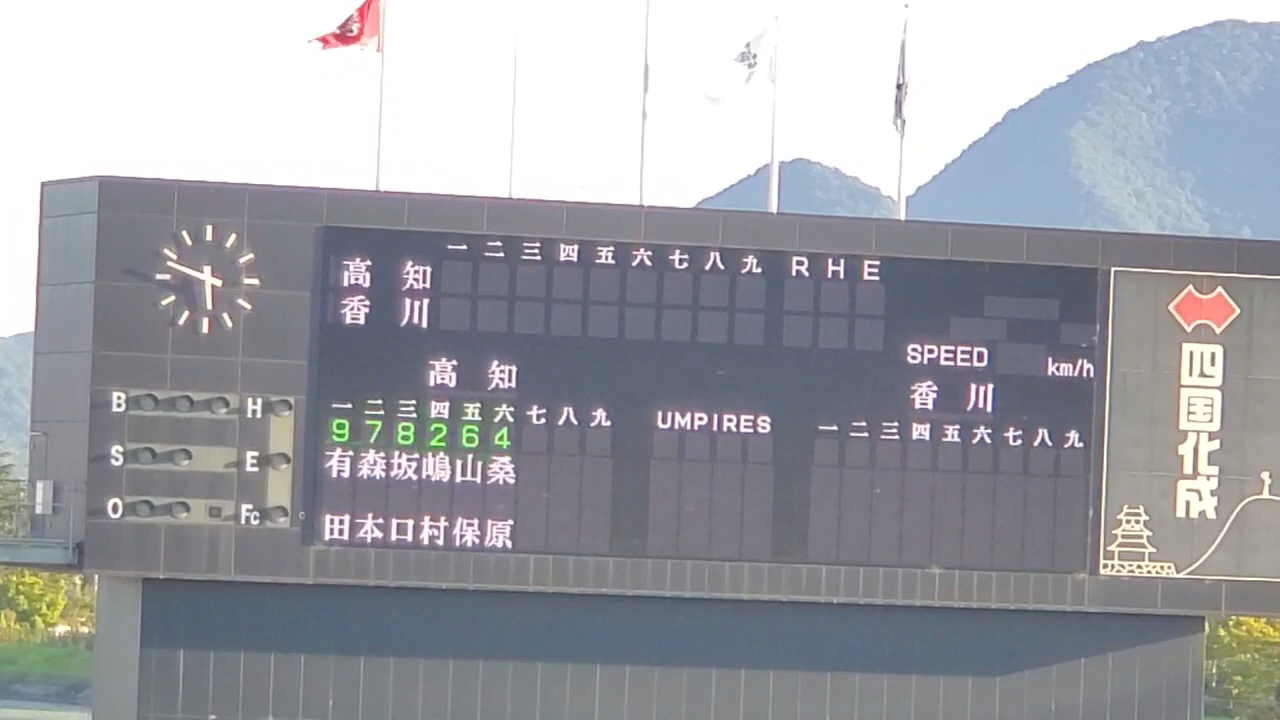 一 二 三 四 五 六 七 八 九 R H E
高 知
香 川
SPEED km/h
高 知
香 川
一 二 三 四 五 六 七 八 九
9 7 8 2 6 4
有 森 坂 嶋 山 桑
田 本 口 村 保 原
UMPIRES
一 二 三 四 五 六 七 八 九
B H
S E
O Fc
四国化成